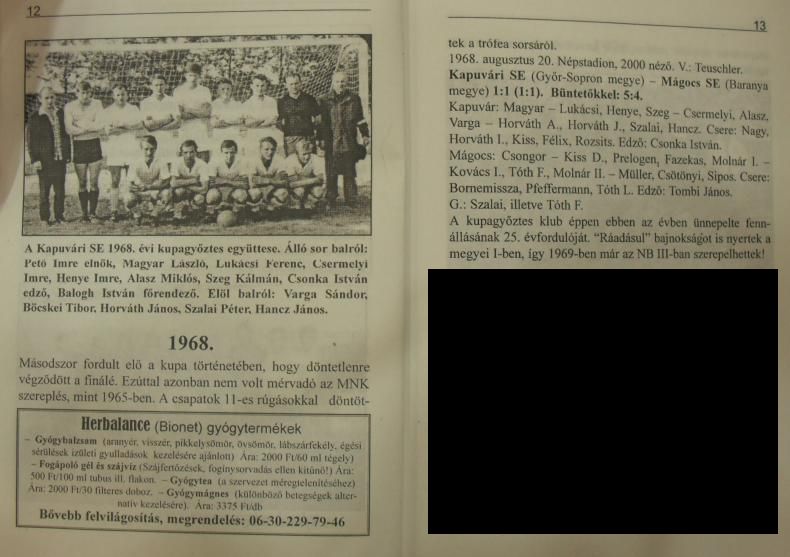 12
A Kapuvári SE 1968. évi kupagyőztes együttese. Álló sor balról:
Pető Imre elnök, Magyar László, Lukácsi Ferenc, Csermelyi
Imre, Henye Imre, Alasz Miklós, Szeg Kálmán, Csonka István
edző, Balogh István főrendező. Elöl balról: Varga Sándor,
Böcskei Tibor, Horváth János, Szalai Péter, Hancz János.
1968.
Másodszor fordult elő a kupa történetében, hogy döntetlenre
végződött a finálé. Ezúttal azonban nem volt mérvadó az MNK
szereplés, mint 1965-ben. A csapatok 11-es rúgásokkal döntöt-
Herbalance (Bionet) gyógytermékek
– Gyógybalzsam (aranyér, visszér, pikkelysömör, övsömör, lábszárfekély, égési
sérülések izületi gyulladások kezelésére ajánlott) Ára: 2000 Ft/60 ml tégely)
– Fogápoló gél és szájvíz (Szájfertőzések, fogínysorvadás ellen kitűnő!) Ára:
500 Ft/100 ml tubus ill. flakon. – Gyógytea (a szervezet méregtelenítéséhez)
Ára: 2000 Ft/30 filteres doboz. – Gyógymágnes (különböző betegségek alter-
natív kezelésére). Ára: 3375 Ft/db
Bővebb felvilágosítás, megrendelés: 06-30-229-79-46
13
tek a trófea sorsáról.
1968. augusztus 20. Népstadion, 2000 néző. V.: Teuschler.
Kapuvári SE (Győr-Sopron megye) – Mágocs SE (Baranya
megye) 1:1 (1:1). Büntetőkkel: 5:4.
Kapuvár: Magyar – Lukácsi, Henye, Szeg – Csermelyi, Alasz,
Varga – Horváth A., Horváth J., Szalai, Hancz. Csere: Nagy,
Horváth I., Kiss, Félix, Rozsits. Edző: Csonka István.
Mágocs: Csongor – Kiss D., Prelogen, Fazekas, Molnár I. –
Kovács I., Tóth F., Molnár II. – Müller, Csötönyi, Sipos. Csere:
Bornemissza, Pfeffermann, Tóth L. Edző: Tombi János.
G.: Szalai, illetve Tóth F.
A kupagyőztes klub éppen ebben az évben ünnepelte fenn-
állásának 25. évfordulóját. "Ráadásul" bajnokságot is nyertek a
megyei I-ben, így 1969-ben már az NB III-ban szerepelhettek!